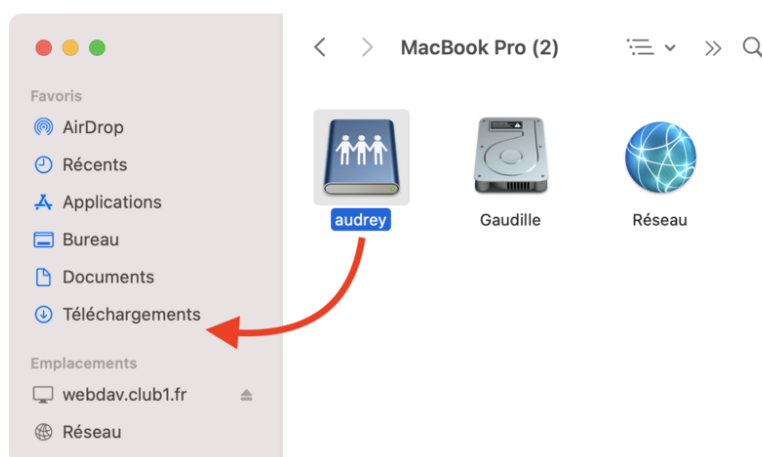 MacBook Pro (2)
Favoris
AirDrop
Récents
Applications
Bureau
Documents
Téléchargements
Emplacements
webdav.club1.fr
Réseau
audrey
Gaudille
Réseau